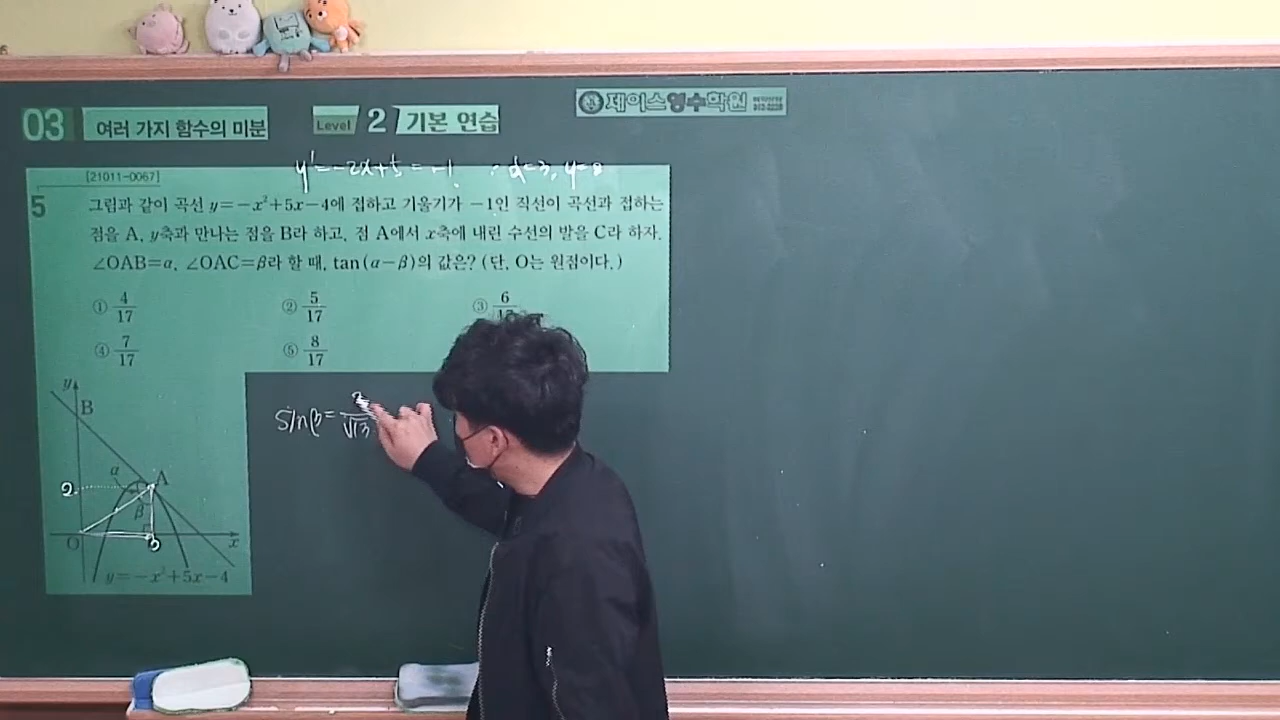 03 여러 가지 함수의 미분 Level 2 기본 연습
제이스영수학원
y'=-2x+5=-1. ∴ x=3, y=2
[21011-0067]
5 그림과 같이 곡선 y=-x²+5x-4에 접하고 기울기가 -1인 직선이 곡선과 접하는
점을 A, y축과 만나는 점을 B라 하고, 점 A에서 x축에 내린 수선의 발을 C라 하자.
∠OAB=α, ∠OAC=β라 할 때, tan(α-β)의 값은? (단, O는 원점이다.)
① 4/17 ② 5/17 ③ 6
④ 7/17 ⑤ 8/17
sinβ= /√13
y
B
α A
2
β
O 3 x
y=-x²+5x-4